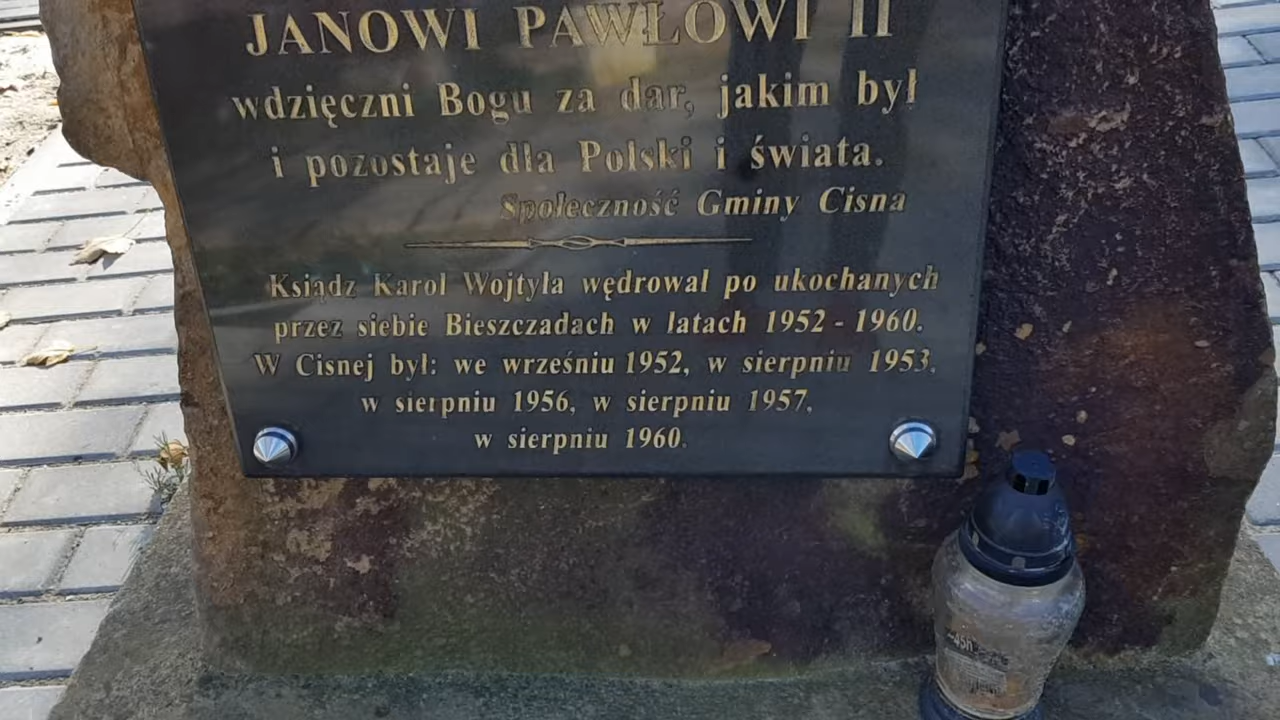 JANOWI PAWŁOWI II
wdzięczni Bogu za dar, jakim był
i pozostaje dla Polski i świata.
Społeczność Gminy Cisna
Ksiądz Karol Wojtyła wędrował po ukochanych
przez siebie Bieszczadach w latach 1952 - 1960.
W Cisnej był: we wrześniu 1952, w sierpniu 1953,
w sierpniu 1956, w sierpniu 1957,
w sierpniu 1960.